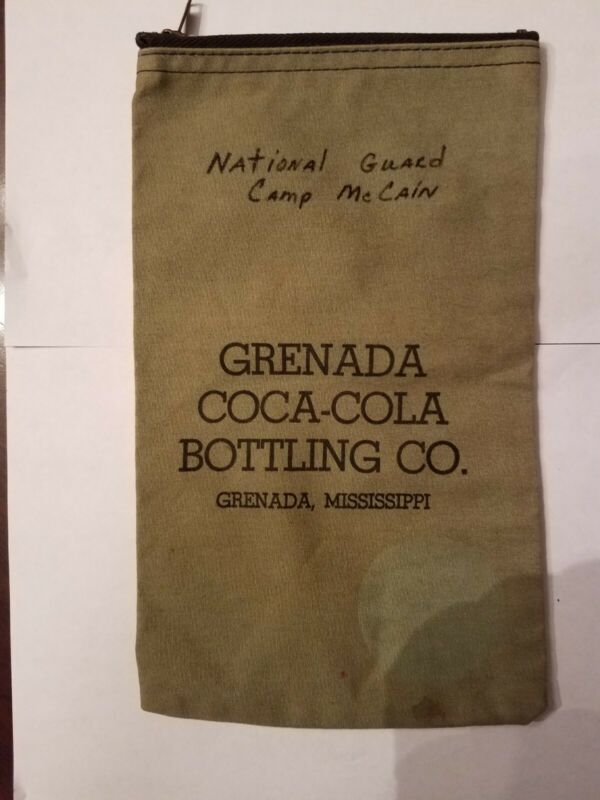 NAtioNAl GuARd
CAmp McCAiN
GRENADA
COCA-COLA
BOTTLING CO.
GRENADA, MISSISSIPPI